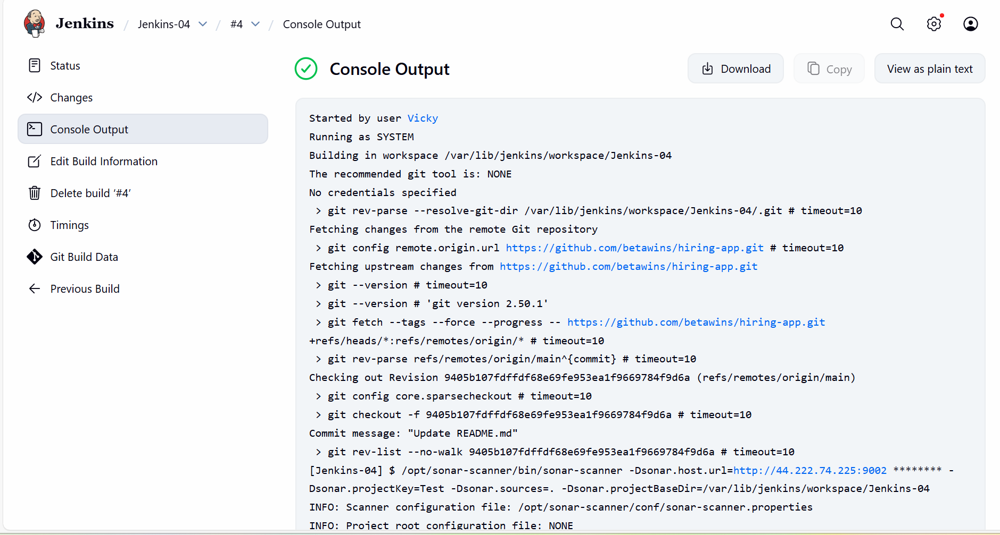 Jenkins / Jenkins-04 / #4 / Console Output
Status
Changes
Console Output
Edit Build Information
Delete build ‘#4’
Timings
Git Build Data
Previous Build
Console Output
Download
Copy
View as plain text
Started by user Vicky
Running as SYSTEM
Building in workspace /var/lib/jenkins/workspace/Jenkins-04
The recommended git tool is: NONE
No credentials specified
 > git rev-parse --resolve-git-dir /var/lib/jenkins/workspace/Jenkins-04/.git # timeout=10
Fetching changes from the remote Git repository
 > git config remote.origin.url https://github.com/betawins/hiring-app.git # timeout=10
Fetching upstream changes from https://github.com/betawins/hiring-app.git
 > git --version # timeout=10
 > git --version # 'git version 2.50.1'
 > git fetch --tags --force --progress -- https://github.com/betawins/hiring-app.git
+refs/heads/*:refs/remotes/origin/* # timeout=10
 > git rev-parse refs/remotes/origin/main^{commit} # timeout=10
Checking out Revision 9405b107fdffdf68e69fe953ea1f9669784f9d6a (refs/remotes/origin/main)
 > git config core.sparsecheckout # timeout=10
 > git checkout -f 9405b107fdffdf68e69fe953ea1f9669784f9d6a # timeout=10
Commit message: "Update README.md"
 > git rev-list --no-walk 9405b107fdffdf68e69fe953ea1f9669784f9d6a # timeout=10
[Jenkins-04] $ /opt/sonar-scanner/bin/sonar-scanner -Dsonar.host.url=http://44.222.74.225:9002 ******** -
Dsonar.projectKey=Test -Dsonar.sources=. -Dsonar.projectBaseDir=/var/lib/jenkins/workspace/Jenkins-04
INFO: Scanner configuration file: /opt/sonar-scanner/conf/sonar-scanner.properties
INFO: Project root configuration file: NONE